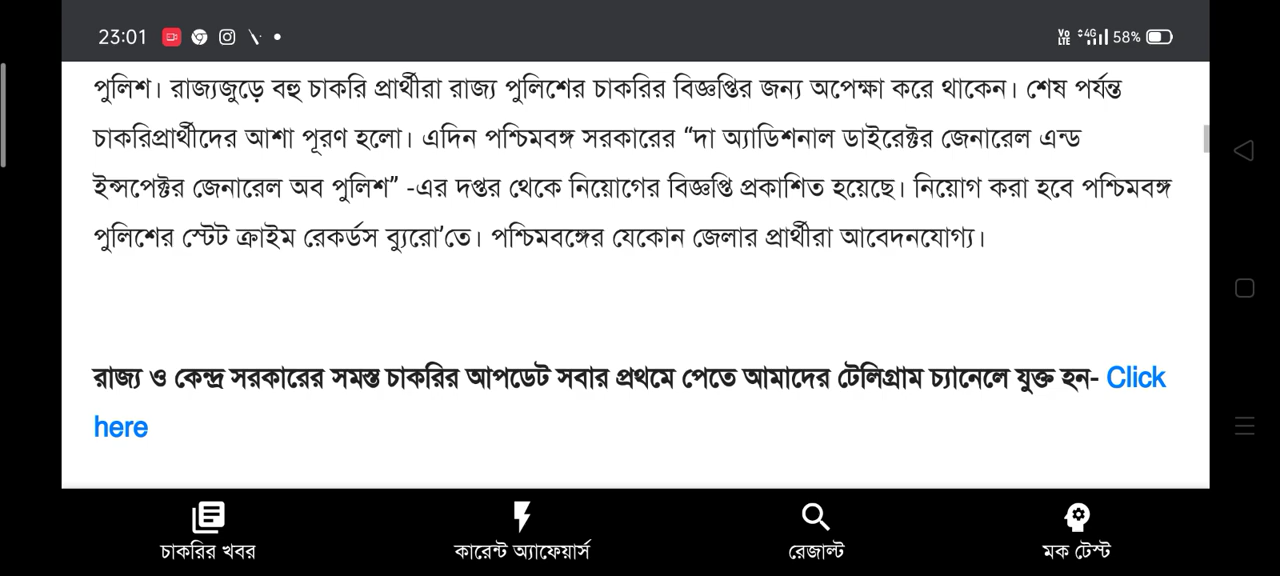 23:01
Vo LTE 4G 58%
পুলিশ। রাজ্যজুড়ে বহু চাকরি প্রার্থীরা রাজ্য পুলিশের চাকরির বিজ্ঞপ্তির জন্য অপেক্ষা করে থাকেন। শেষ পর্যন্ত
চাকরিপ্রার্থীদের আশা পূরণ হলো। এদিন পশ্চিমবঙ্গ সরকারের “দা অ্যাডিশনাল ডাইরেক্টর জেনারেল এন্ড
ইন্সপেক্টর জেনারেল অব পুলিশ” -এর দপ্তর থেকে নিয়োগের বিজ্ঞপ্তি প্রকাশিত হয়েছে। নিয়োগ করা হবে পশ্চিমবঙ্গ
পুলিশের স্টেট ক্রাইম রেকর্ডস ব্যুরো’তে। পশ্চিমবঙ্গের যেকোন জেলার প্রার্থীরা আবেদনযোগ্য।
রাজ্য ও কেন্দ্র সরকারের সমস্ত চাকরির আপডেট সবার প্রথমে পেতে আমাদের টেলিগ্রাম চ্যানেলে যুক্ত হন- Click
here
চাকরির খবর
কারেন্ট অ্যাফেয়ার্স
রেজাল্ট
মক টেস্ট